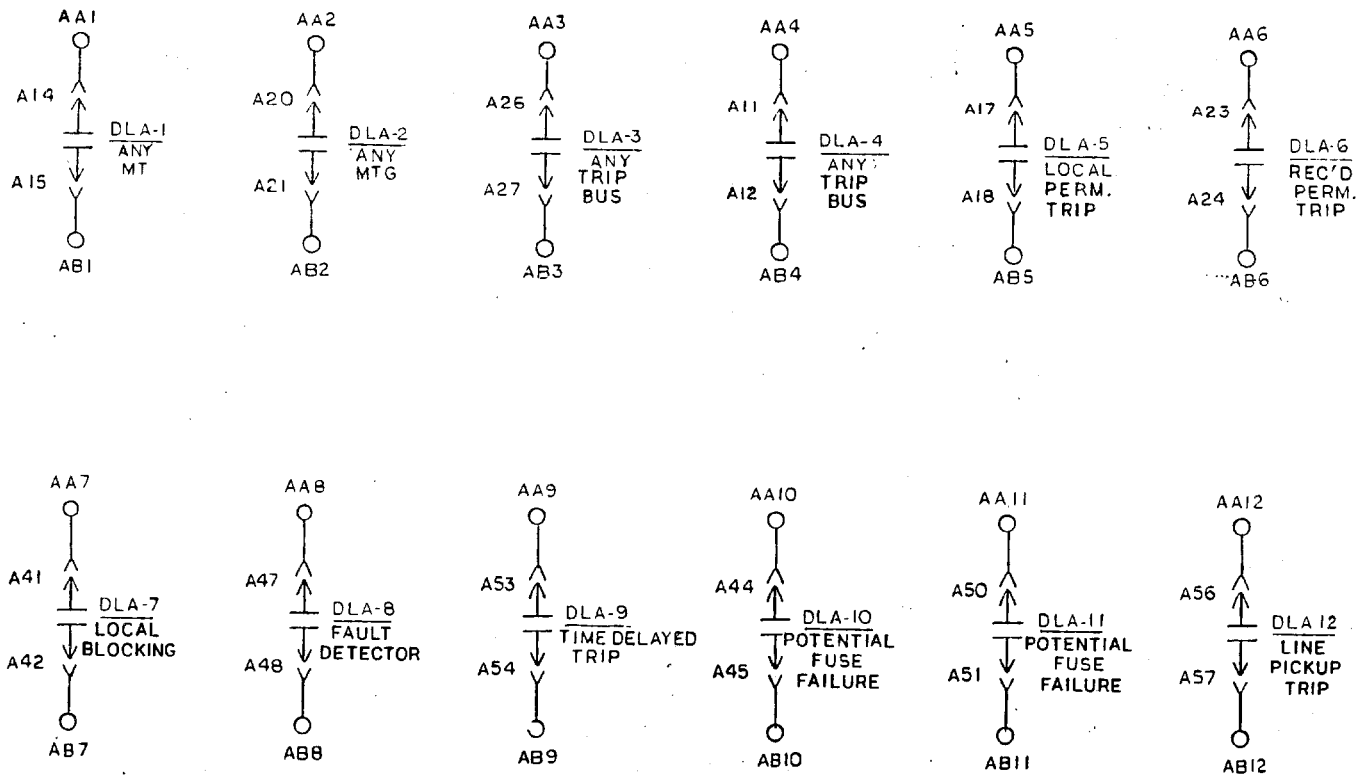 AA1
A14
DLA-1
ANY
MT
A15
AB1
AA2
A20
DLA-2
ANY
MTG
A21
AB2
AA3
A26
DLA-3
ANY
TRIP
BUS
A27
AB3
AA4
A11
DLA-4
ANY
TRIP
BUS
A12
AB4
AA5
A17
DLA-5
LOCAL
PERM.
TRIP
A18
AB5
AA6
A23
DLA-6
REC'D
PERM.
TRIP
A24
AB6
AA7
A41
DLA-7
LOCAL
BLOCKING
A42
AB7
AA8
A47
DLA-8
FAULT
DETECTOR
A48
AB8
AA9
A53
DLA-9
TIME DELAYED
TRIP
A54
AB9
AA10
A44
DLA-10
POTENTIAL
FUSE
FAILURE
A45
AB10
AA11
A50
DLA-11
POTENTIAL
FUSE
FAILURE
A51
AB11
AA12
A56
DLA 12
LINE
PICKUP
TRIP
A57
AB12